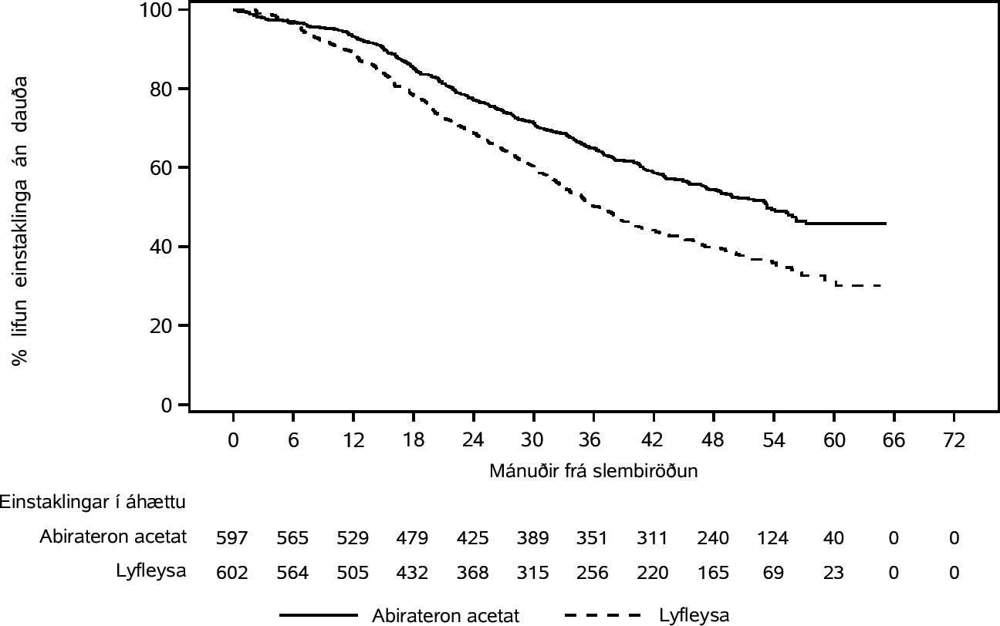 % lifun einstaklinga án dauða
100
80
60
40
20
0
0 6 12 18 24 30 36 42 48 54 60 66 72
Mánuðir frá slembiröðun
Einstaklingar í áhættu
Abirateron acetat 597 565 529 479 425 389 351 311 240 124 40 0 0
Lyfleysa 602 564 505 432 368 315 256 220 165 69 23 0 0
Abirateron acetat Lyfleysa